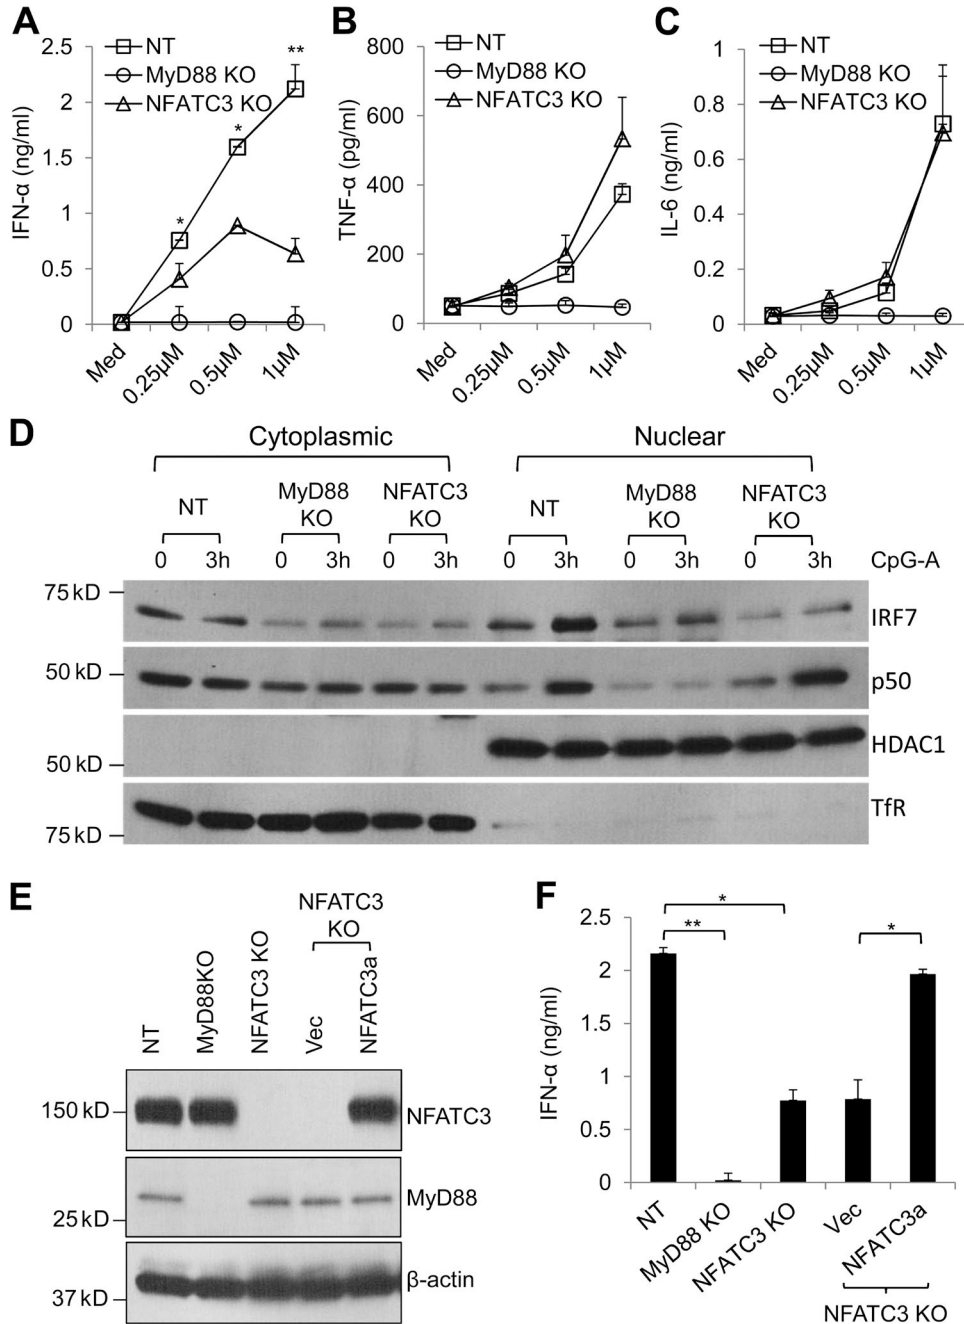 A
IFN-α (ng/ml)
2.5
2
1.5
1
0.5
0
NT
MyD88 KO
NFATC3 KO
*
*
**
Med
0.25μM
0.5μM
1μM
B
TNF-α (pg/ml)
800
600
400
200
0
NT
MyD88 KO
NFATC3 KO
Med
0.25μM
0.5μM
1μM
C
IL-6 (ng/ml)
1
0.8
0.6
0.4
0.2
0
NT
MyD88 KO
NFATC3 KO
Med
0.25μM
0.5μM
1μM
D
Cytoplasmic
Nuclear
NT
MyD88
KO
NFATC3
KO
NT
MyD88
KO
NFATC3
KO
0 3h 0 3h 0 3h 0 3h 0 3h 0 3h CpG-A
75 kD
IRF7
50 kD
p50
HDAC1
50 kD
TfR
75 kD
E
NFATC3
KO
NT
MyD88KO
NFATC3 KO
Vec
NFATC3a
150 kD
NFATC3
MyD88
25 kD
β-actin
37 kD
F
IFN-α (ng/ml)
2.5
2
1.5
1
0.5
0
*
**
*
NT
MyD88 KO
NFATC3 KO
Vec
NFATC3a
NFATC3 KO